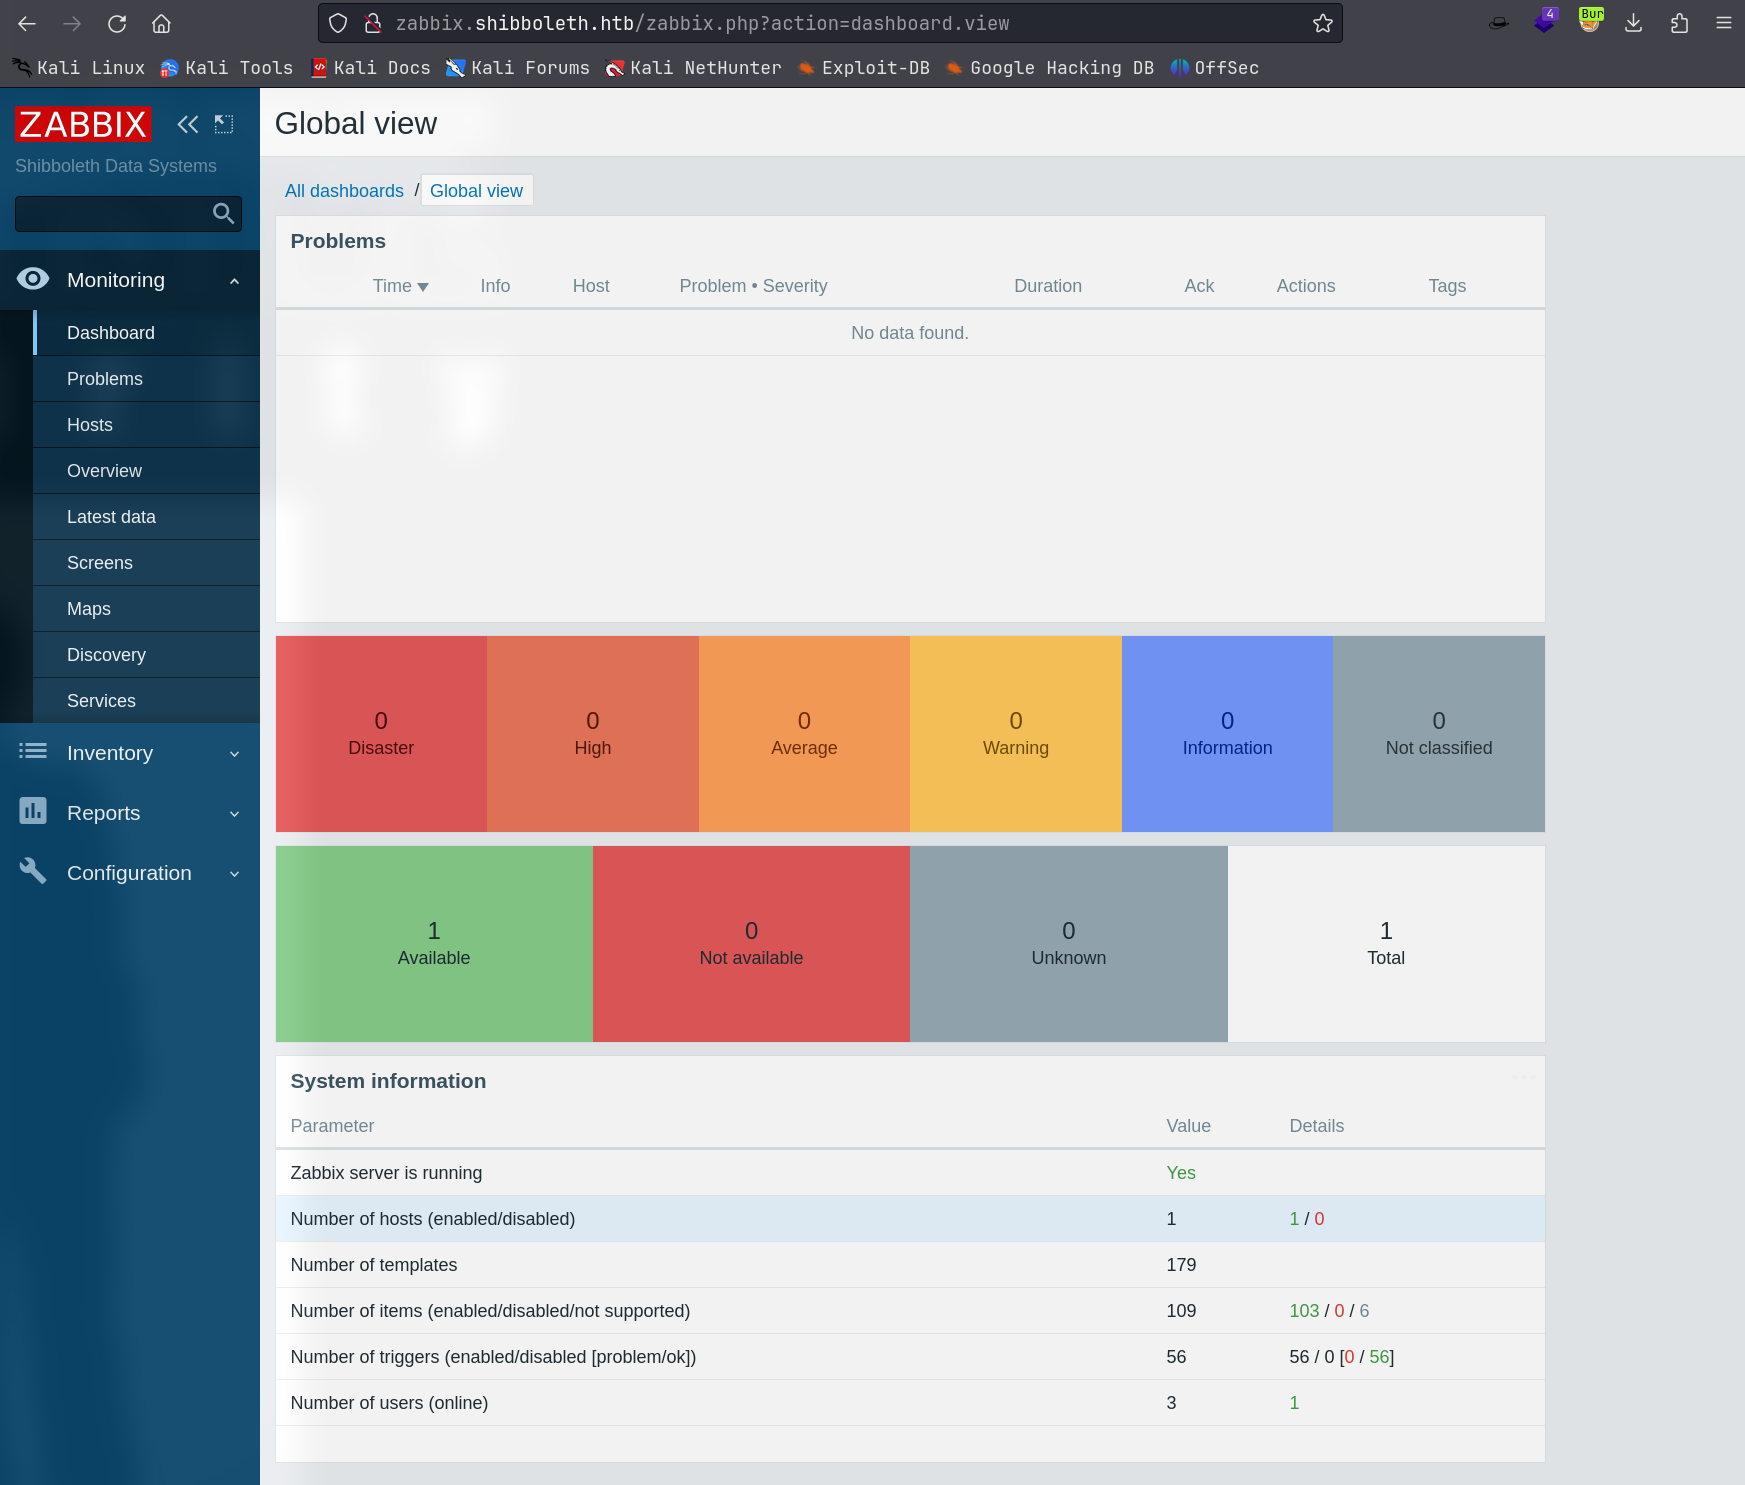 zabbix.shibboleth.htb/zabbix.php?action=dashboard.view
4
Bur
Kali Linux Kali Tools Kali Docs Kali Forums Kali NetHunter Exploit-DB Google Hacking DB OffSec
ZABBIX
Shibboleth Data Systems
Monitoring
Dashboard
Problems
Hosts
Overview
Latest data
Screens
Maps
Discovery
Services
Inventory
Reports
Configuration
Global view
All dashboards / Global view
Problems
Time ▼ Info Host Problem • Severity Duration Ack Actions Tags
No data found.
0 0 0 0 0 0
Disaster High Average Warning Information Not classified
1 0 0 1
Available Not available Unknown Total
System information
Parameter Value Details
Zabbix server is running Yes
Number of hosts (enabled/disabled) 1 1 / 0
Number of templates 179
Number of items (enabled/disabled/not supported) 109 103 / 0 / 6
Number of triggers (enabled/disabled [problem/ok]) 56 56 / 0 [0 / 56]
Number of users (online) 3 1